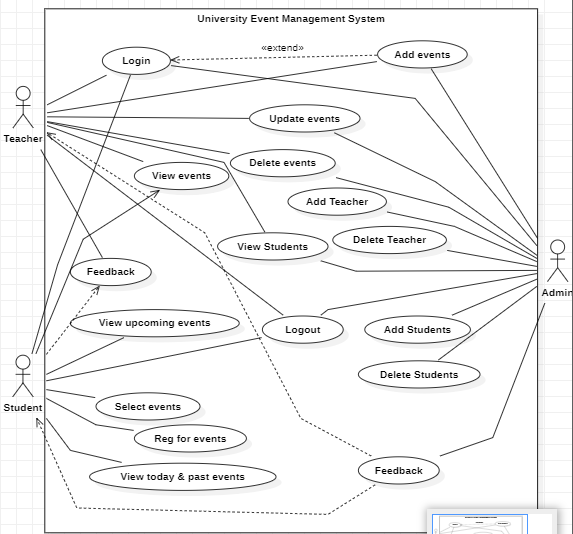 University Event Management System
Login
«extend»
Add events
Teacher
Update events
Delete events
View events
Add Teacher
View Students
Delete Teacher
Feedback
Admin
View upcoming events
Logout
Add Students
Student
Delete Students
Select events
Reg for events
View today & past events
Feedback